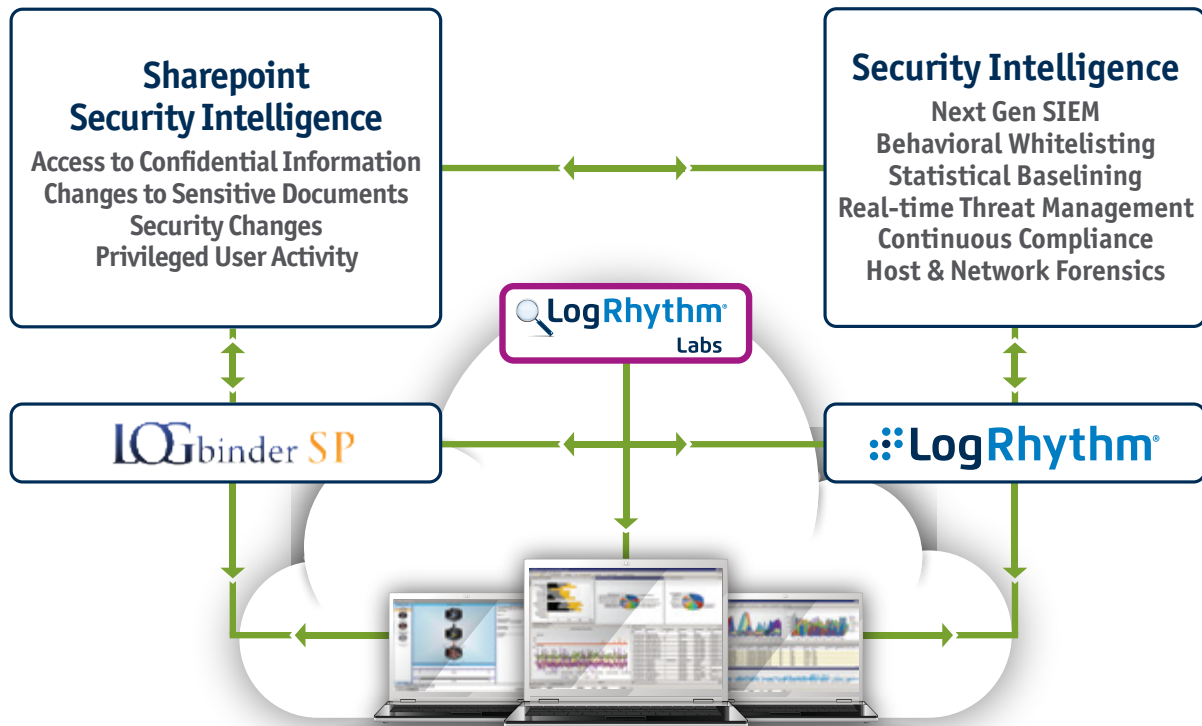 Sharepoint
Security Intelligence
Access to Confidential Information
Changes to Sensitive Documents
Security Changes
Privileged User Activity
Security Intelligence
Next Gen SIEM
Behavioral Whitelisting
Statistical Baselining
Real-time Threat Management
Continuous Compliance
Host & Network Forensics
LogRhythm®
Labs
LOGbinder SP
LogRhythm®